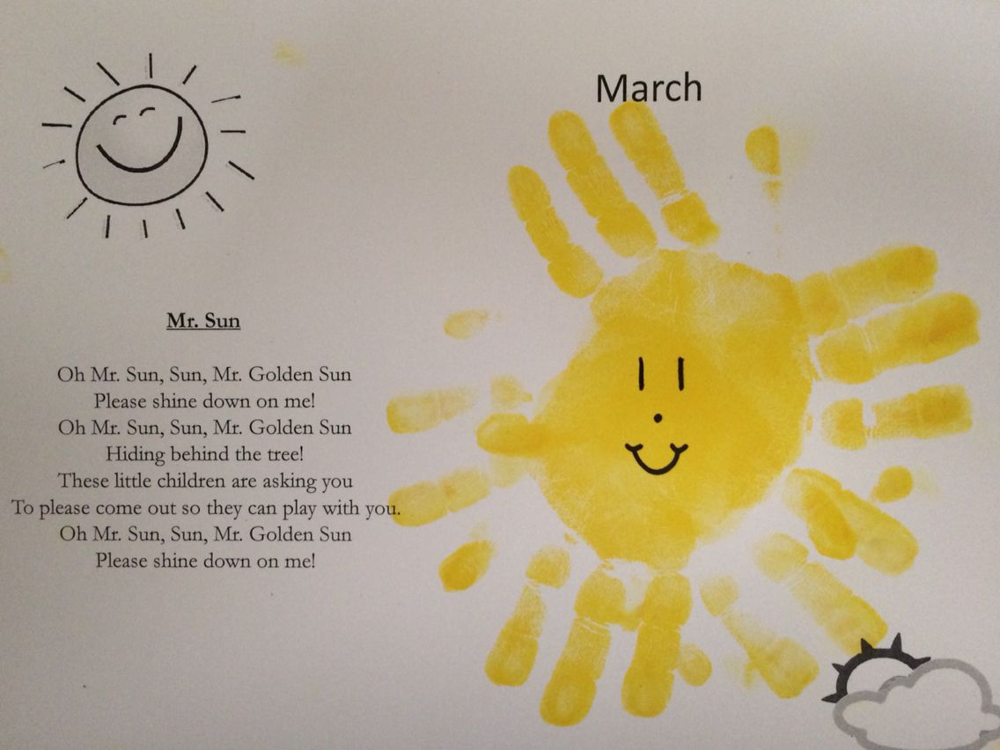 March
Mr. Sun
Oh Mr. Sun, Sun, Mr. Golden Sun
Please shine down on me!
Oh Mr. Sun, Sun, Mr. Golden Sun
Hiding behind the tree!
These little children are asking you
To please come out so they can play with you.
Oh Mr. Sun, Sun, Mr. Golden Sun
Please shine down on me!